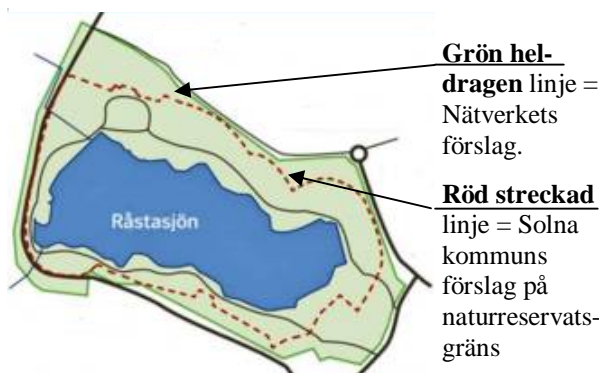 Grön hel-
dragen linje =
Nätverkets
förslag.
Röd streckad
linje = Solna
kommuns
förslag på
naturreservats-
gräns
Råstasjön